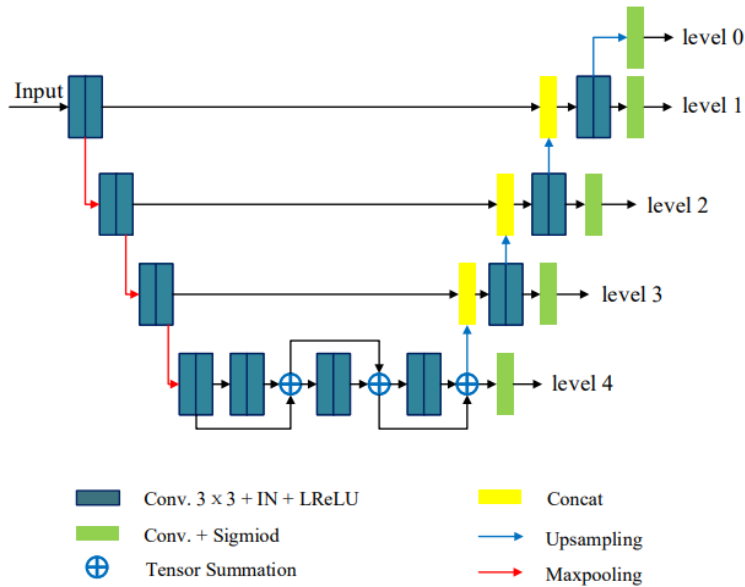 level 0
Input
level 1
level 2
level 3
level 4
Conv. 3 x 3 + IN + LReLU
Concat
Conv. + Sigmiod
Upsampling
Tensor Summation
Maxpooling